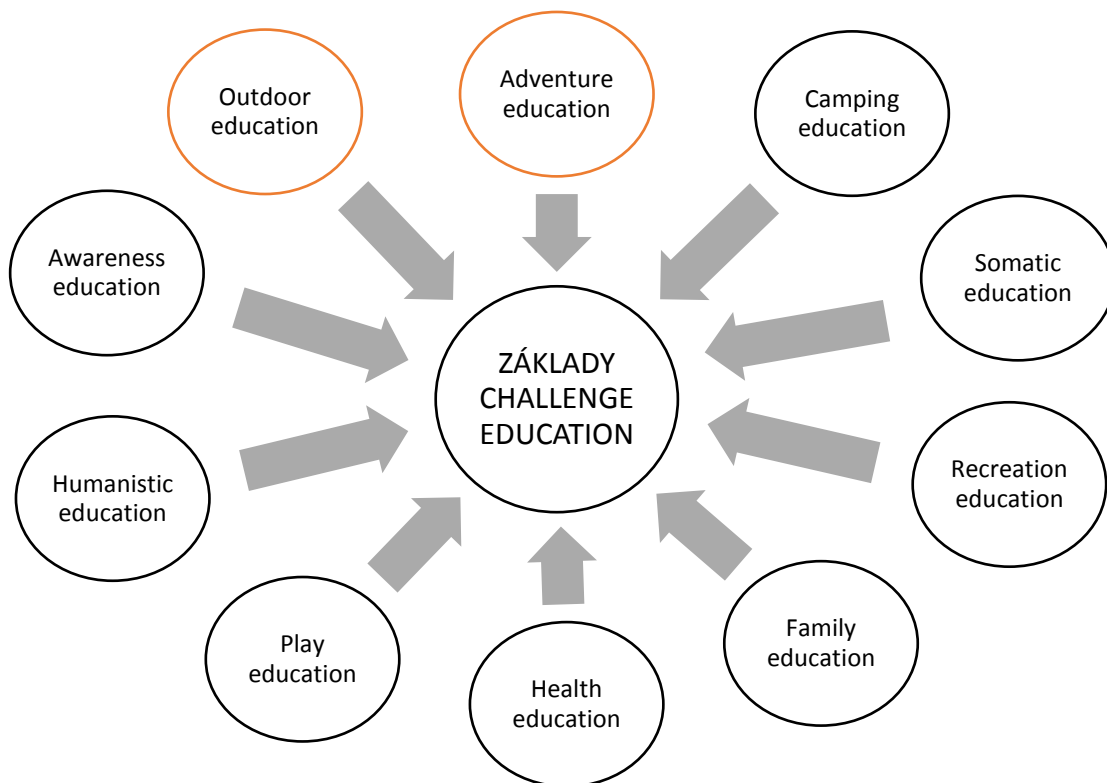 Outdoor
education
Adventure
education
Camping
education
Awareness
education
Somatic
education
ZÁKLADY
CHALLENGE
EDUCATION
Humanistic
education
Recreation
education
Play
education
Health
education
Family
education